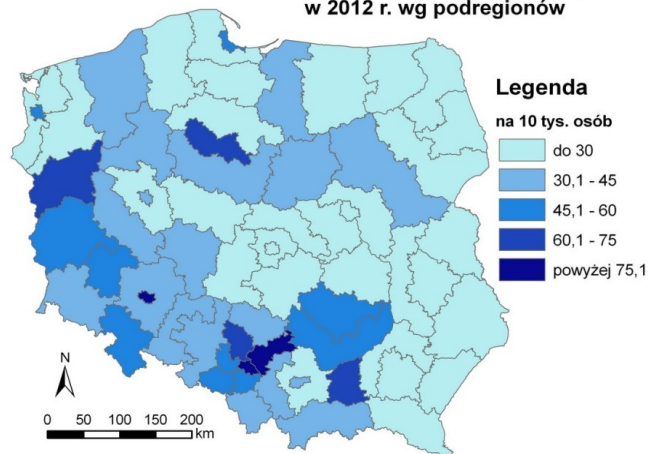 w 2012 r. wg podregionów
Legenda
na 10 tys. osób
do 30
30,1 - 45
45,1 - 60
60,1 - 75
powyżej 75,1
N
0 50 100 150 200
km